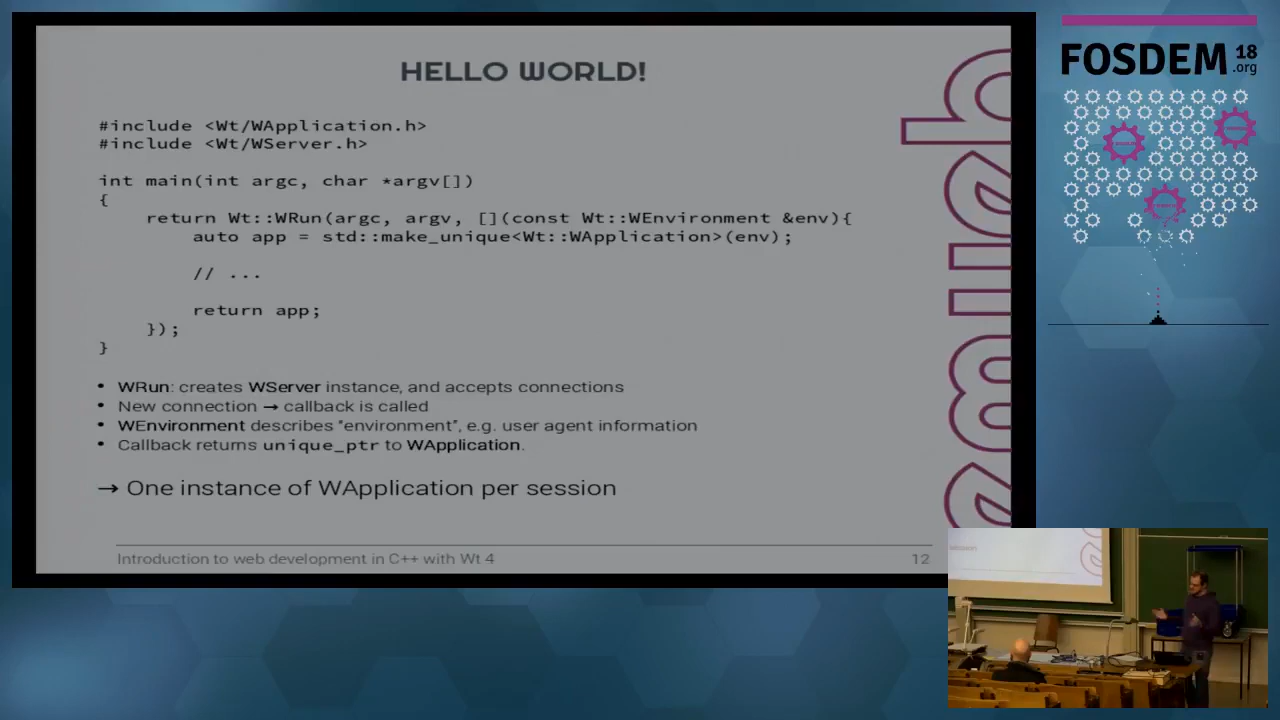 HELLO WORLD!
#include <Wt/WApplication.h>
#include <Wt/WServer.h>
int main(int argc, char *argv[])
{
    return Wt::WRun(argc, argv, [](const Wt::WEnvironment &env){
        auto app = std::make_unique<Wt::WApplication>(env);
        // ...
        return app;
    });
}
• WRun: creates WServer instance, and accepts connections
• New connection → callback is called
• WEnvironment describes "environment", e.g. user agent information
• Callback returns unique_ptr to WApplication.
→ One instance of WApplication per session
Introduction to web development in C++ with Wt 4
12
FOSDEM 18
.org